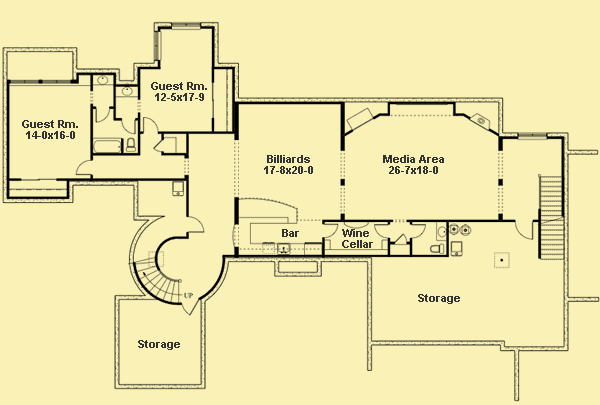 Guest Rm.
12-5x17-9
Guest Rm.
14-0x16-0
Billiards
17-8x20-0
Media Area
26-7x18-0
Bar
Wine
Cellar
UP
Storage
Storage